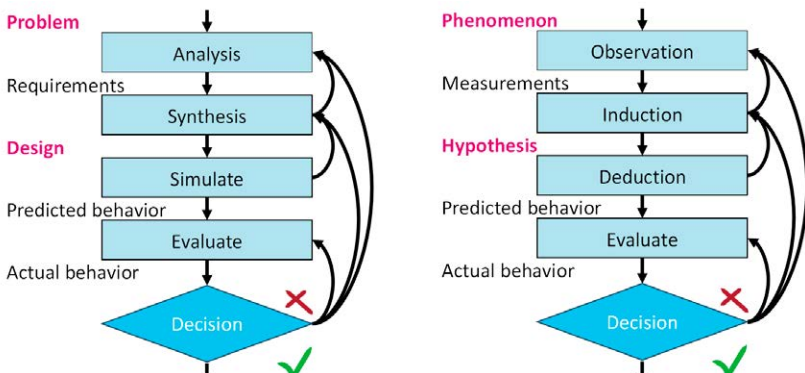 Problem
Analysis
Requirements
Synthesis
Design
Simulate
Predicted behavior
Evaluate
Actual behavior
Decision
Phenomenon
Observation
Measurements
Induction
Hypothesis
Deduction
Predicted behavior
Evaluate
Actual behavior
Decision